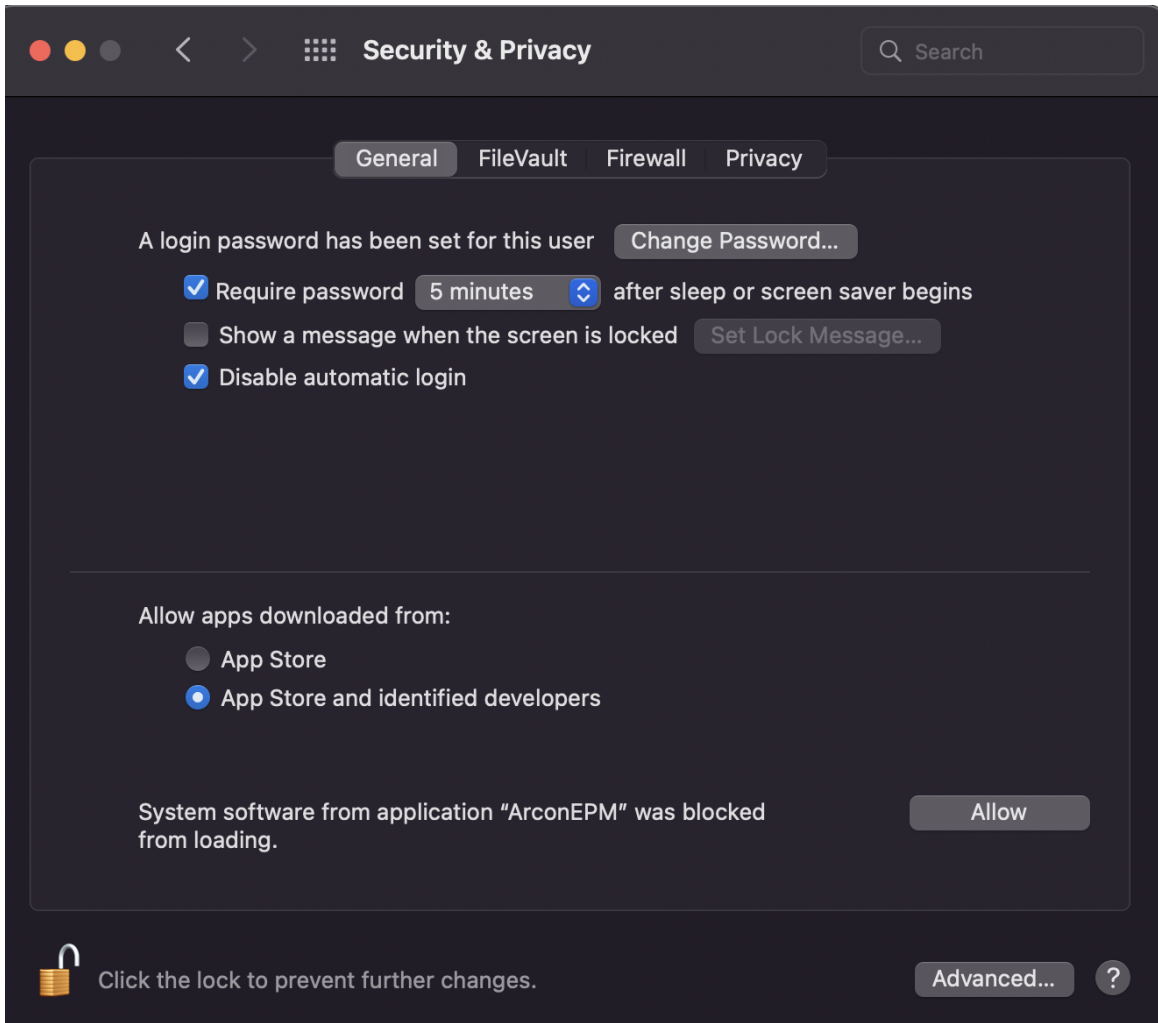 Security & Privacy
Search
General FileVault Firewall Privacy
A login password has been set for this user Change Password...
Require password 5 minutes after sleep or screen saver begins
Show a message when the screen is locked Set Lock Message...
Disable automatic login
Allow apps downloaded from:
App Store
App Store and identified developers
System software from application “ArconEPM” was blocked Allow
from loading.
Click the lock to prevent further changes. Advanced... ?